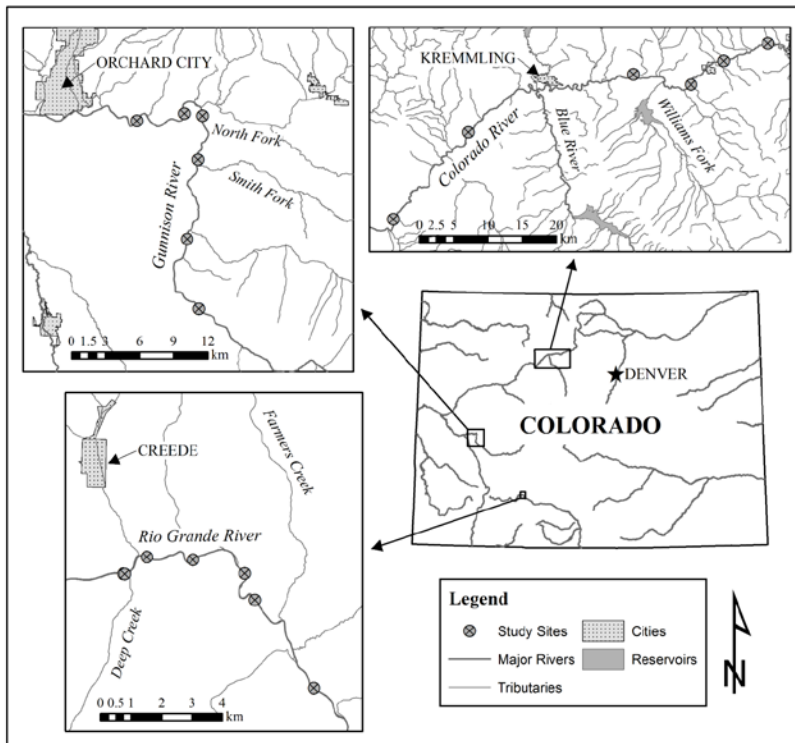 ORCHARD CITY
North Fork
Smith Fork
Gunnison River
0 1.5 3 6 9 12
km
KREMMLING
Colorado River
Blue River
Williams Fork
0 2.5 5 10 15 20
km
CREEDE
Farmers Creek
Rio Grande River
Deep Creek
0 0.5 1 2 3 4
km
DENVER
COLORADO
Legend
Study Sites
Cities
Major Rivers
Reservoirs
Tributaries
N